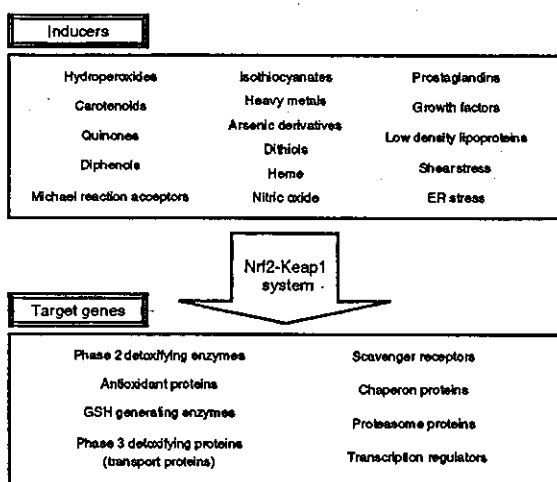 Inducers
Hydroperoxides
Carotenoids
Quinones
Diphenols
Michael reaction acceptors
Isothiocyanates
Heavy metals
Arsenic derivatives
Dithiols
Heme
Nitric oxide
Prostaglandins
Growth factors
Low density lipoproteins
Shear stress
ER stress
Nrf2-Keap1
system
Target genes
Phase 2 detoxifying enzymes
Antioxidant proteins
GSH generating enzymes
Phase 3 detoxifying proteins
(transport proteins)
Scavenger receptors
Chaperon proteins
Proteasome proteins
Transcription regulators